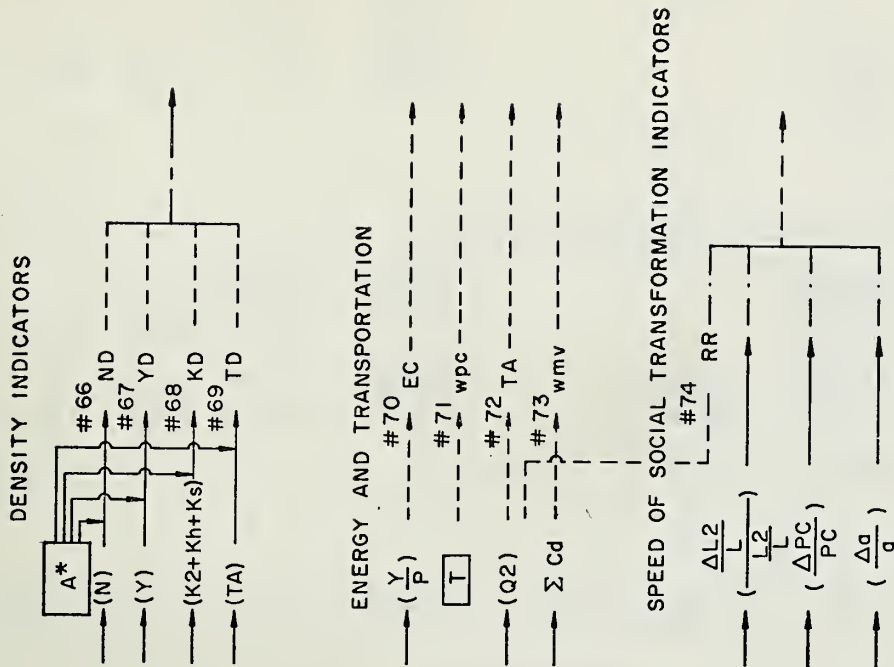 DENSITY INDICATORS
A*
(N) #66 ND
(Y) #67 YD
(K2+Kh+Ks) #68 KD
(TA) #69 TD
ENERGY AND TRANSPORTATION
(Y/P) #70 EC
T #71 wpc
(Q2) #72 TA
Σ Cd #73 wmv
SPEED OF SOCIAL TRANSFORMATION INDICATORS
#74 RR
(ΔL2/L / L2/L)
(ΔPC/PC)
(Δa/a)